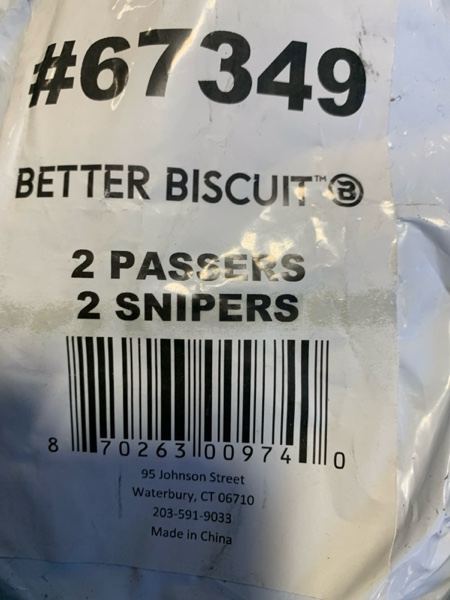 #67349
BETTER BISCUIT™ B
2 PASSERS
2 SNIPERS
8 70263 00974 0
95 Johnson Street
Waterbury, CT 06710
203-591-9033
Made in China